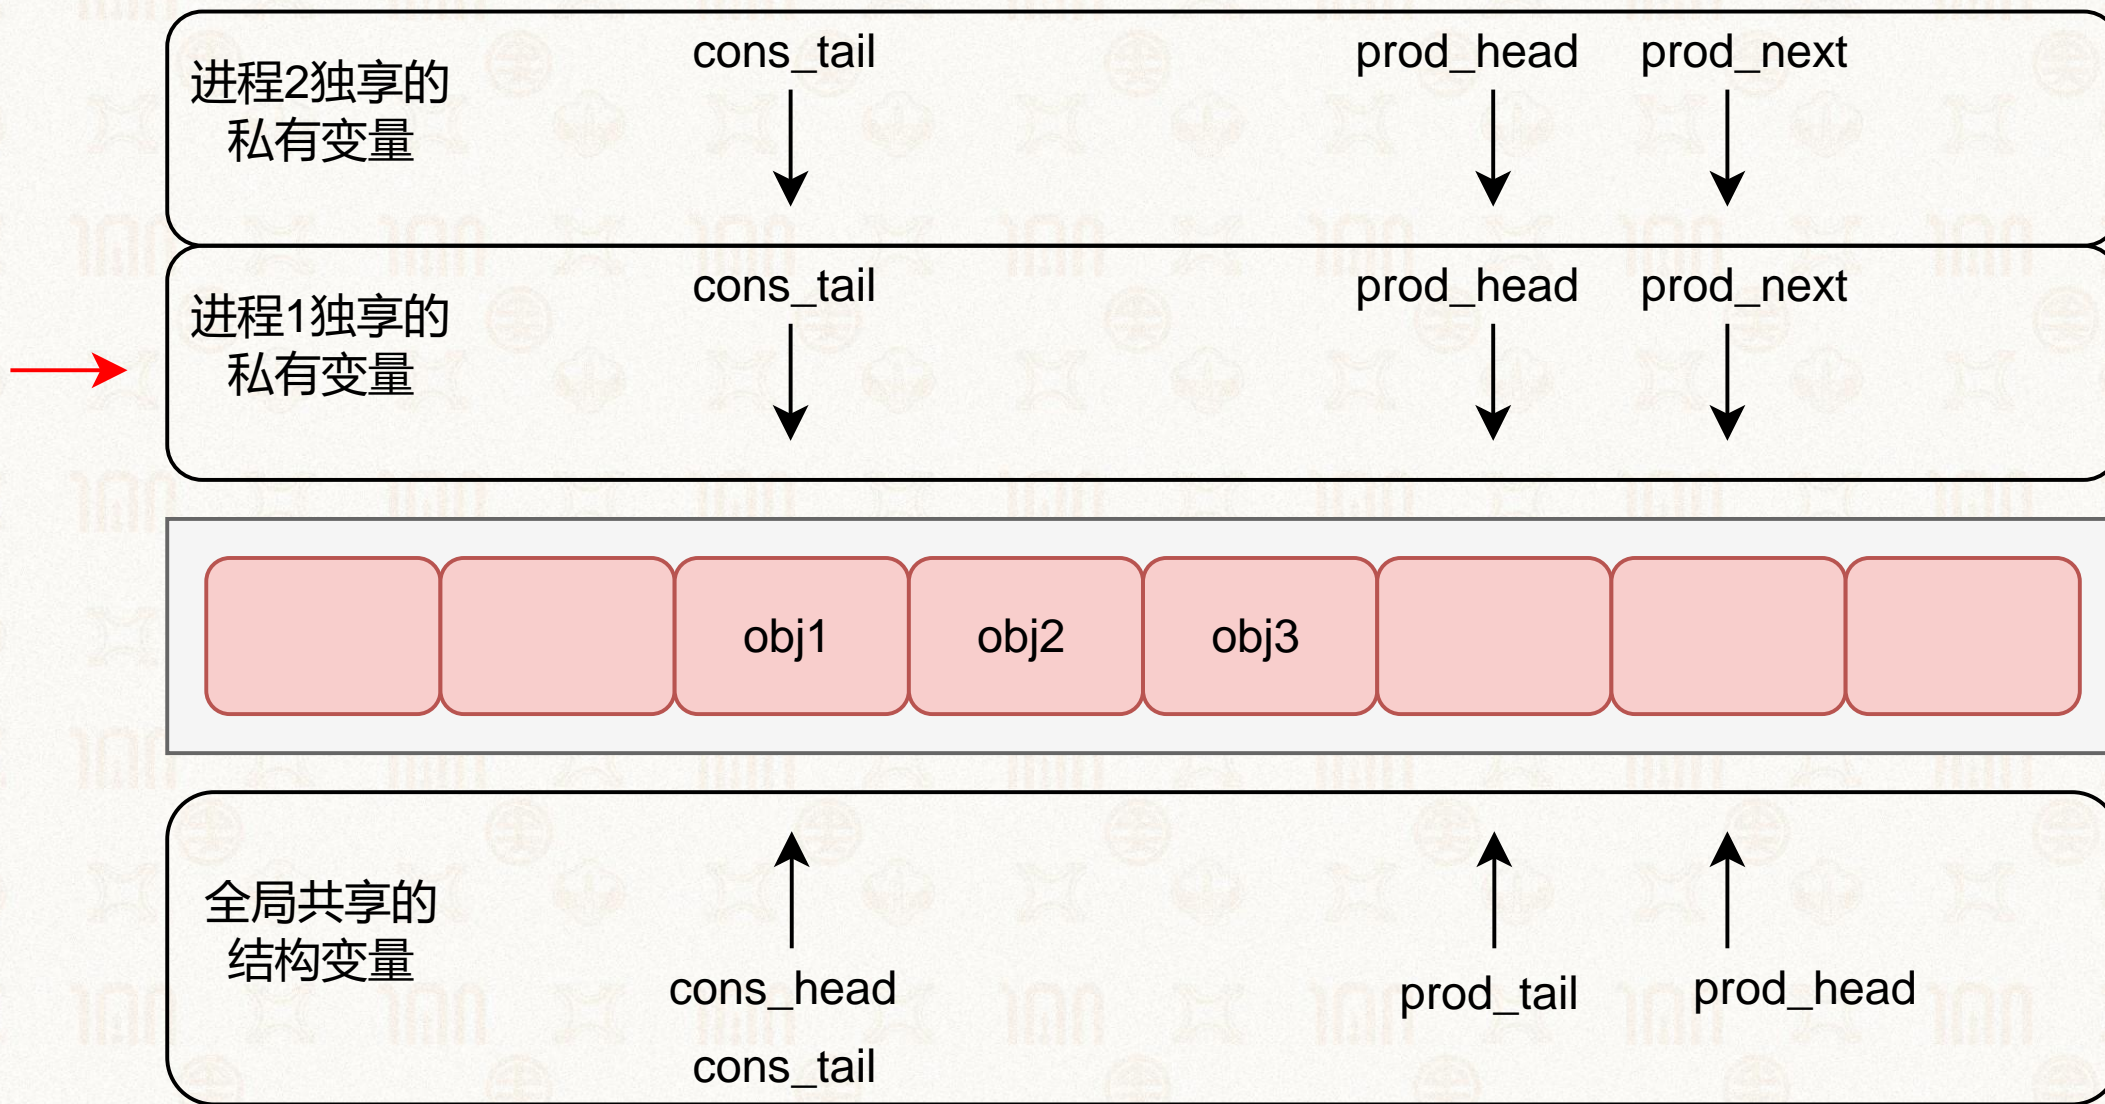 cons_tail
prod_head
prod_next
进程2独享的
私有变量
cons_tail
prod_head
prod_next
进程1独享的
私有变量
obj1
obj2
obj3
全局共享的
结构变量
cons_head
prod_tail
prod_head
cons_tail